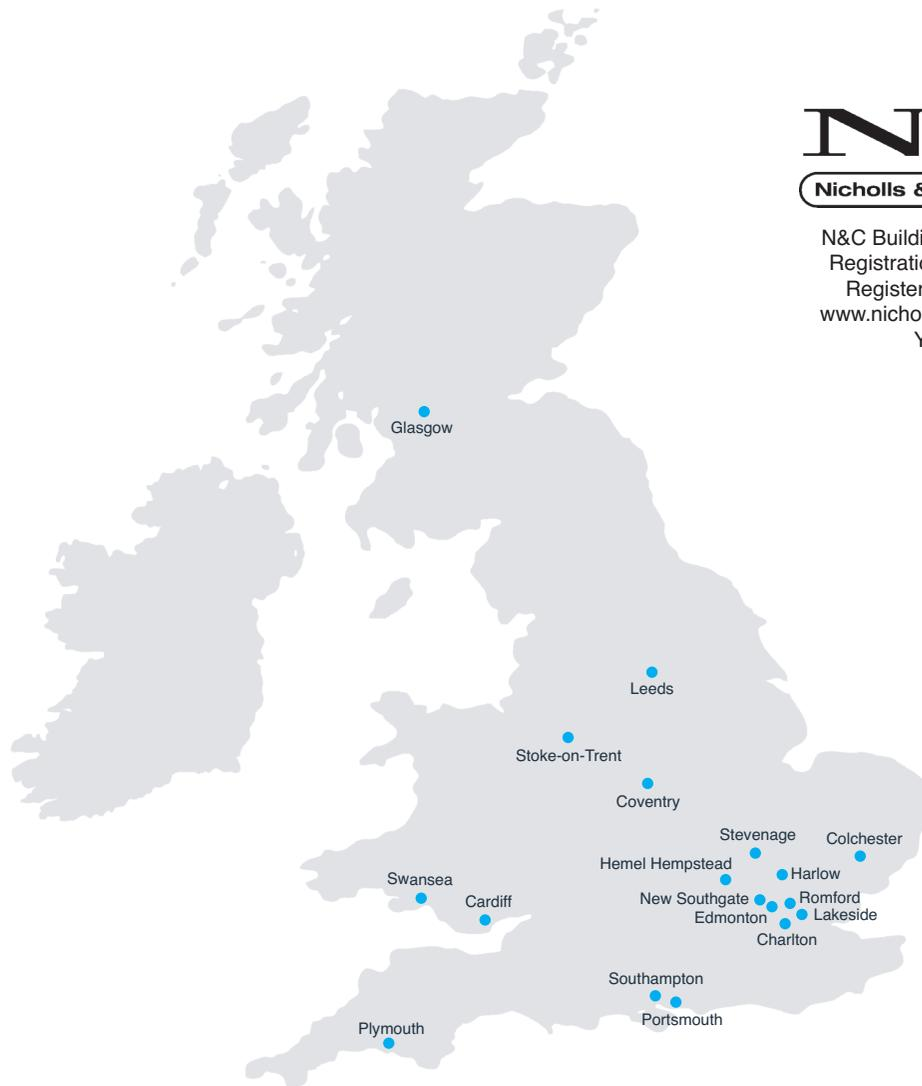 N
Nicholls &
N&C Buildi
Registratio
Register
www.nicho
Y
Glasgow
Leeds
Stoke-on-Trent
Coventry
Stevenage
Colchester
Hemel Hempstead
Harlow
Swansea
New Southgate
Romford
Cardiff
Edmonton
Lakeside
Charlton
Southampton
Portsmouth
Plymouth